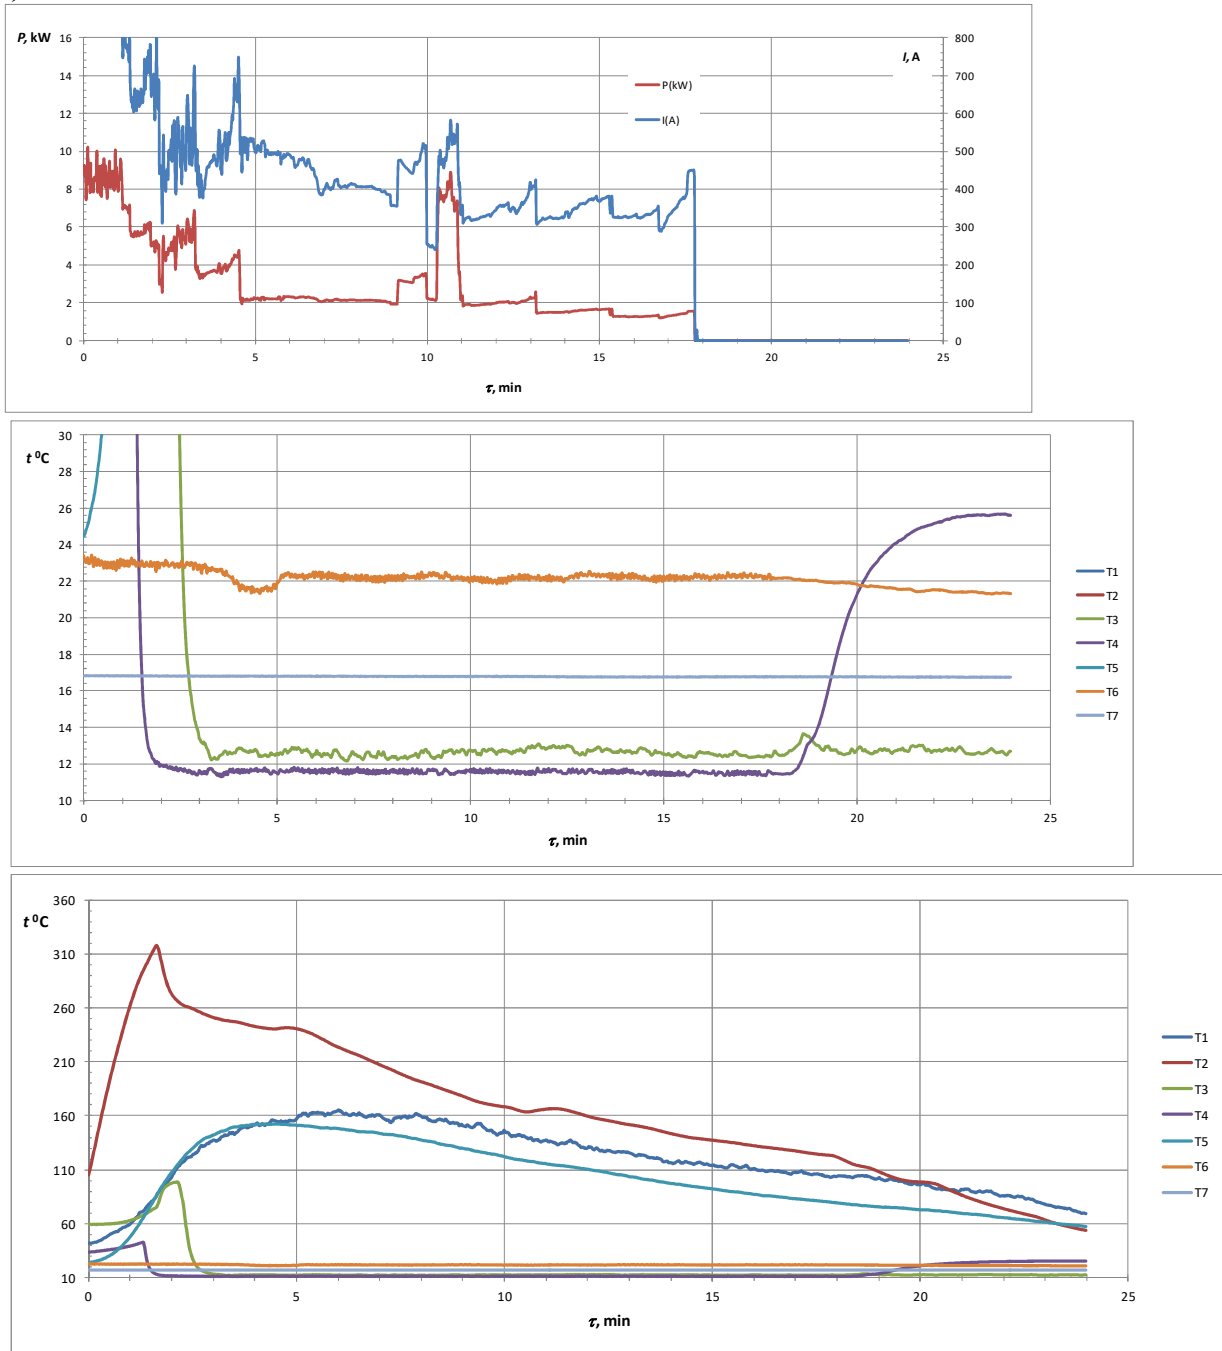 P, kW 16 800
I, A
14 700
P(kW)
12 600
I(A)
10 500
8 400
6 300
4 200
2 100
0 0
0 5 10 15 20 25
τ, min
30
t ⁰C
28
26
24
22
20
18
16
14
12
10
T1
T2
T3
T4
T5
T6
T7
0 5 10 15 20 25
τ, min
360
t ⁰C
310
260
210
160
110
60
10
T1
T2
T3
T4
T5
T6
T7
0 5 10 15 20 25
τ, min